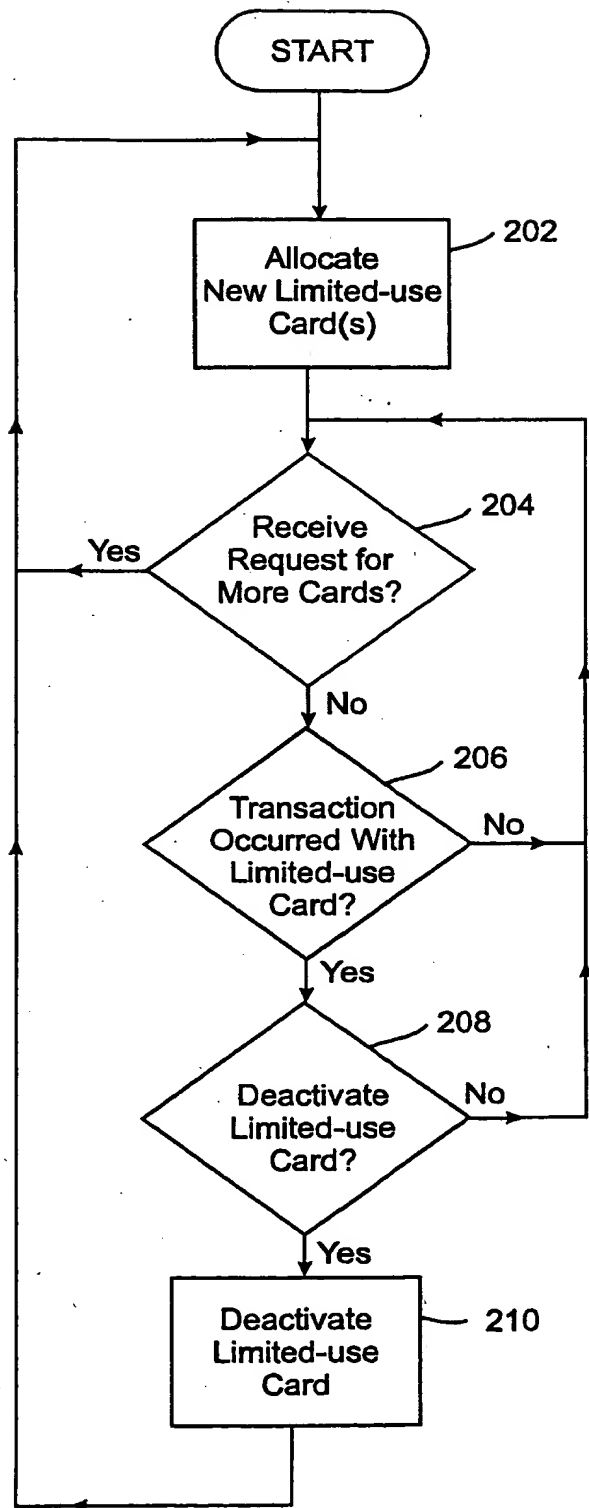 START
202
Allocate
New Limited-use
Card(s)
204
Receive
Request for
More Cards?
Yes
No
206
Transaction
Occurred With
Limited-use
Card?
No
Yes
208
Deactivate
Limited-use
Card?
No
Yes
Deactivate
Limited-use
Card
210